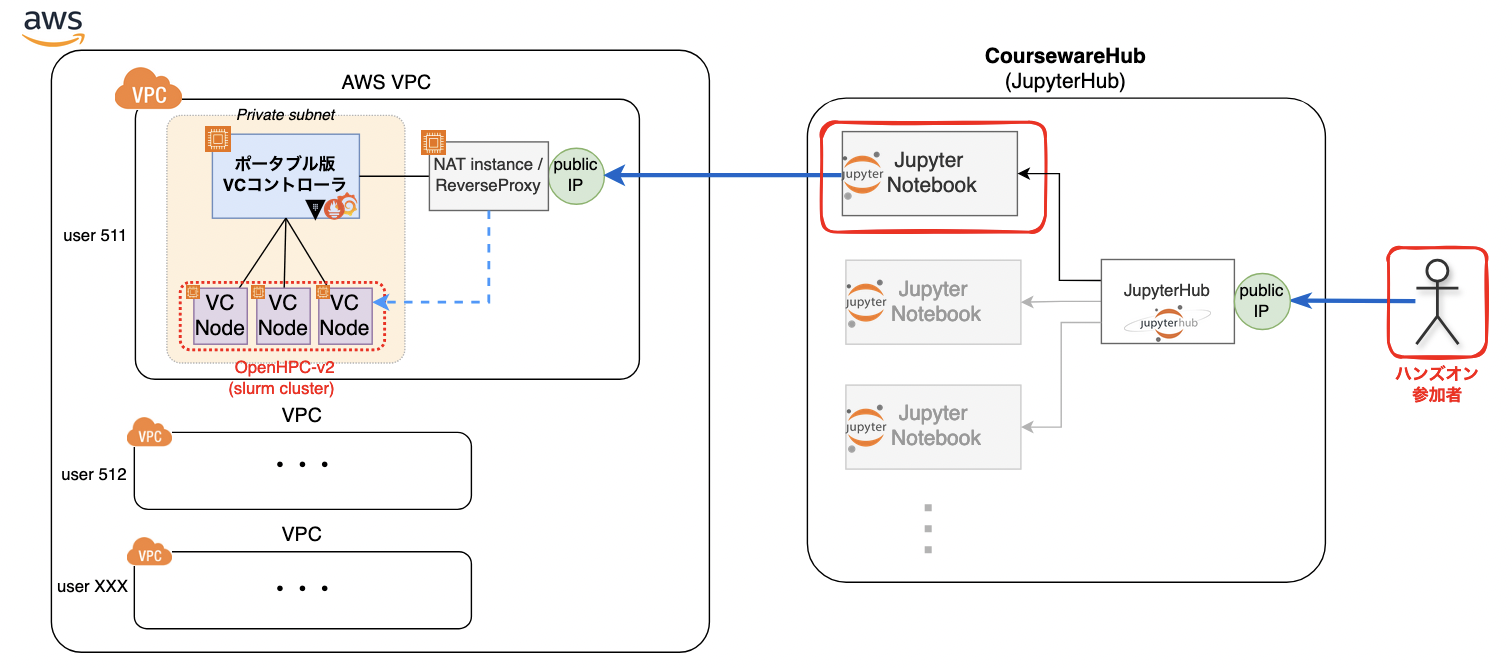 aws
AWS VPC
VPC
Private subnet
ポータブル版
VCコントローラ
NAT instance /
ReverseProxy
public
IP
user 511
VC
Node
VC
Node
VC
Node
OpenHPC-v2
(slurm cluster)
VPC
VPC
user 512
• • •
VPC
VPC
user XXX
• • •
CoursewareHub
(JupyterHub)
jupyter
Jupyter
Notebook
jupyter
Jupyter
Notebook
jupyter
Jupyter
Notebook
JupyterHub
jupyterhub
public
IP
ハンズオン
参加者